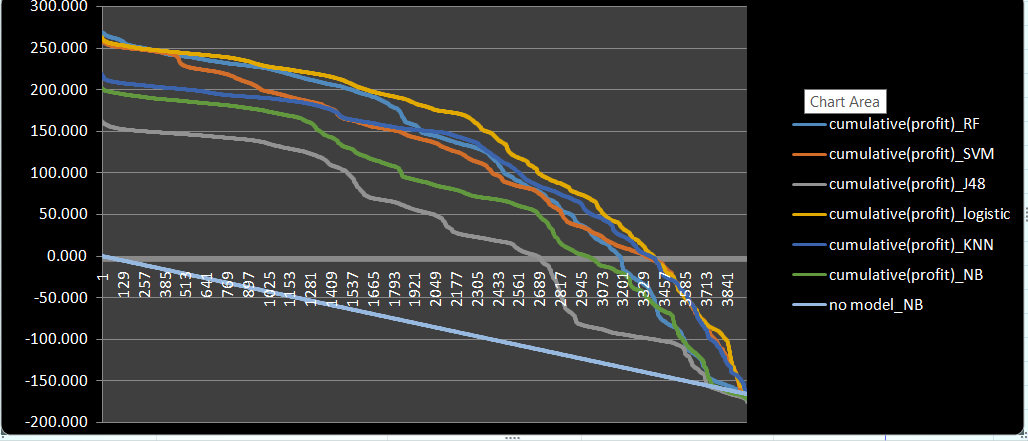 300.000
250.000
200.000
150.000
100.000
50.000
0.000
-50.000
-100.000
-150.000
-200.000
1 129 257 385 513 641 769 897 1025 1153 1281 1409 1537 1665 1793 1921 2049 2177 2305 2433 2561 2689 2817 2945 3073 3201 3329 3457 3585 3713 3841
Chart Area
cumulative(profit)_RF
cumulative(profit)_SVM
cumulative(profit)_J48
cumulative(profit)_logistic
cumulative(profit)_KNN
cumulative(profit)_NB
no model_NB